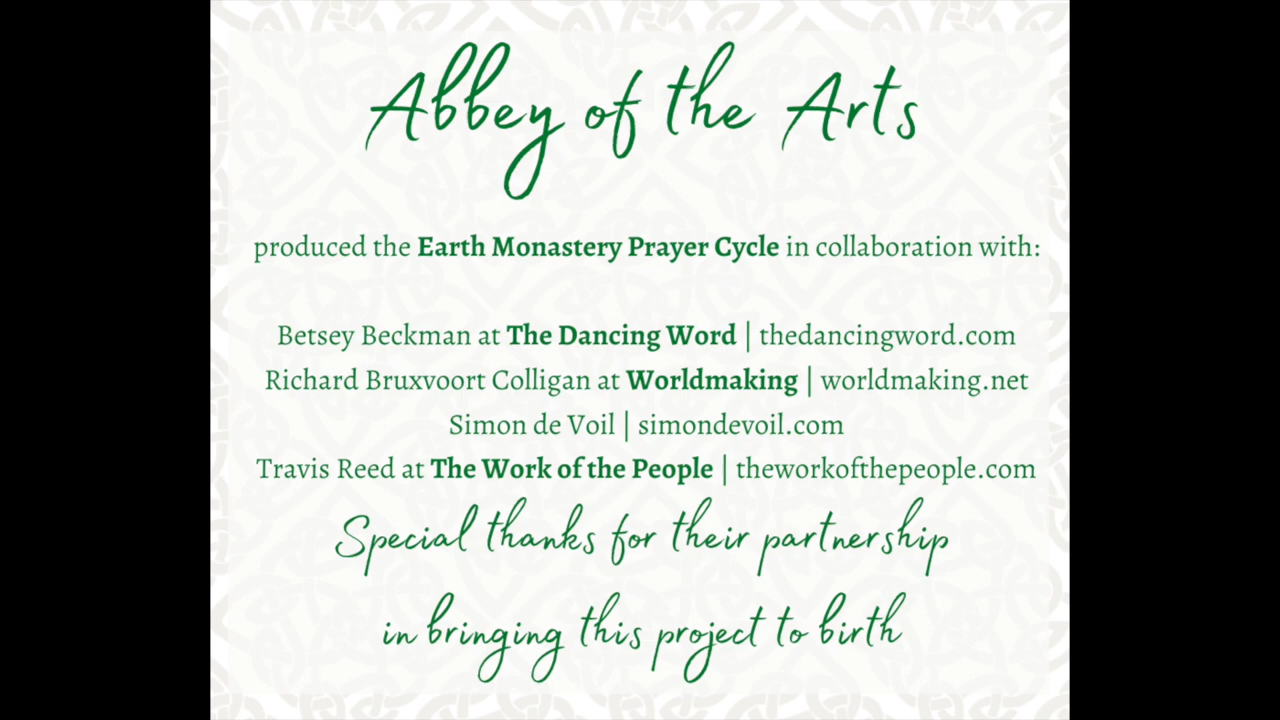 Abbey of the Arts
produced the Earth Monastery Prayer Cycle in collaboration with:
Betsey Beckman at The Dancing Word | thedancingword.com
Richard Bruxvoort Colligan at Worldmaking | worldmaking.net
Simon de Voil | simondevoil.com
Travis Reed at The Work of the People | theworkofthepeople.com
Special thanks for their partnership
in bringing this project to birth